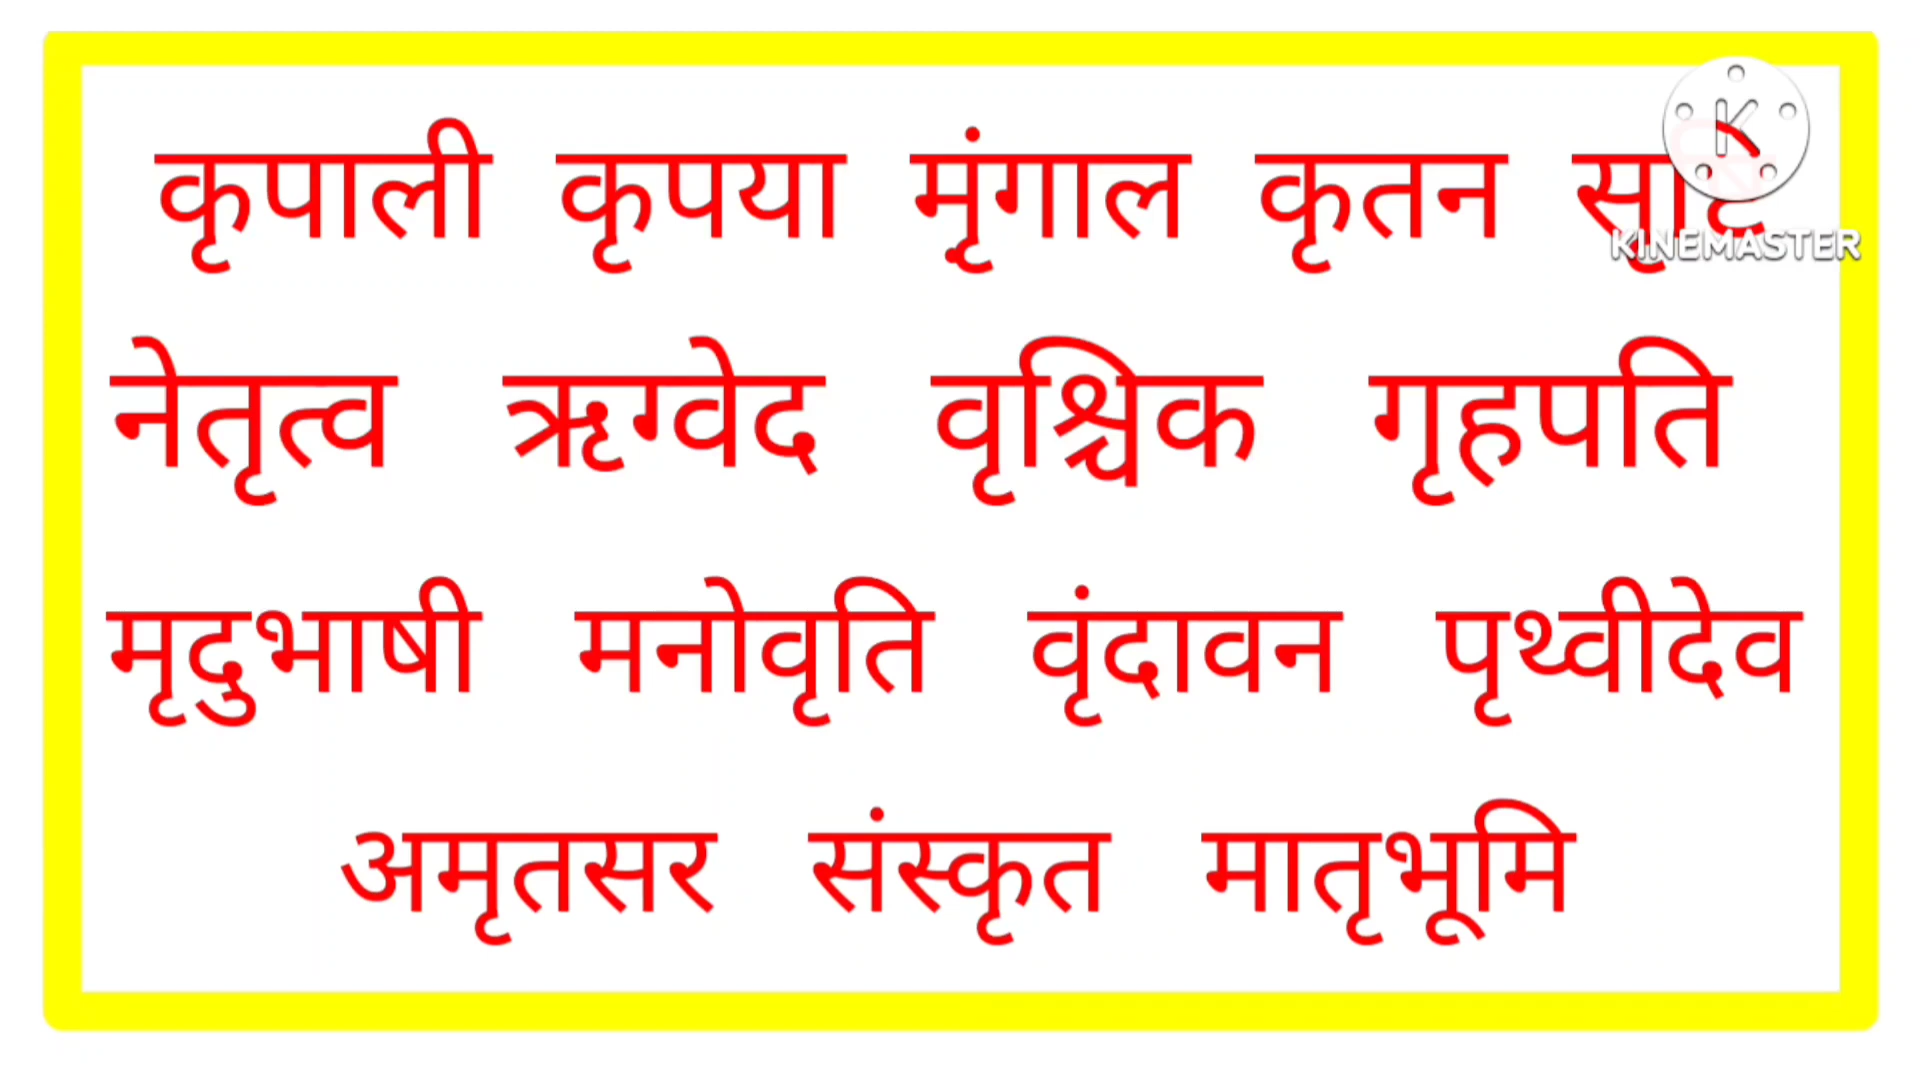 कृपाली कृपया मृंगाल कृतन
KINEMASTER
नेतृत्व ऋग्वेद वृश्चिक गृहपति
मृदुभाषी मनोवृति वृंदावन पृथ्वीदेव
अमृतसर संस्कृत मातृभूमि